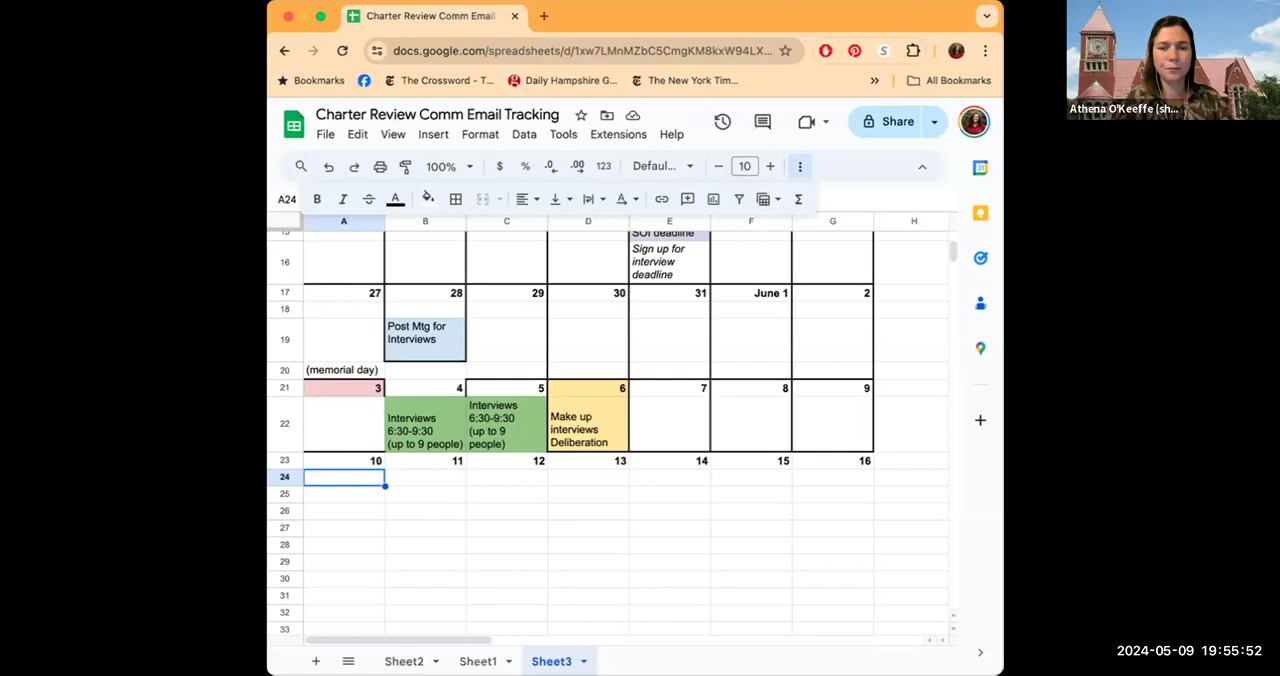 Charter Review Comm Email
docs.google.com/spreadsheets/d/1xw7LMnMZbC5CmgKM8kxW94LX...
Bookmarks
The Crossword - T...
Daily Hampshire G...
The New York Tim...
All Bookmarks
Charter Review Comm Email Tracking
File Edit View Insert Format Data Tools Extensions Help
Share
100% $ % .0 .00 123 Defaul... 10
A24
A B C D E F G H
SOI deadline
16
Sign up for
interview
deadline
17 27 28 29 30 31 June 1 2
18
19
Post Mtg for
Interviews
20 (memorial day)
21 3 4 5 6 7 8 9
22
Interviews
6:30-9:30
(up to 9 people)
Interviews
6:30-9:30
(up to 9
people)
Make up
interviews
Deliberation
23 10 11 12 13 14 15 16
24
25
26
27
28
29
30
31
32
33
Sheet2
Sheet1
Sheet3
Athena O'Keeffe (sh...
2024-05-09 19:55:52